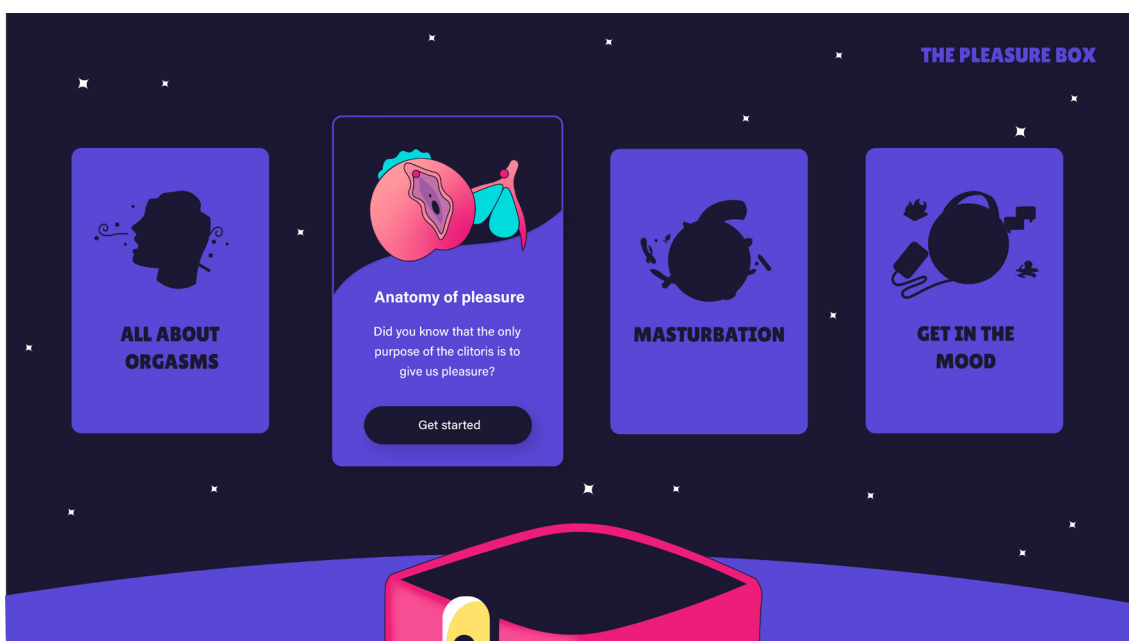 THE PLEASURE BOX
ALL ABOUT
ORGASMS
Anatomy of pleasure
Did you know that the only
purpose of the clitoris is to
give us pleasure?
Get started
MASTURBATION
GET IN THE
MOOD